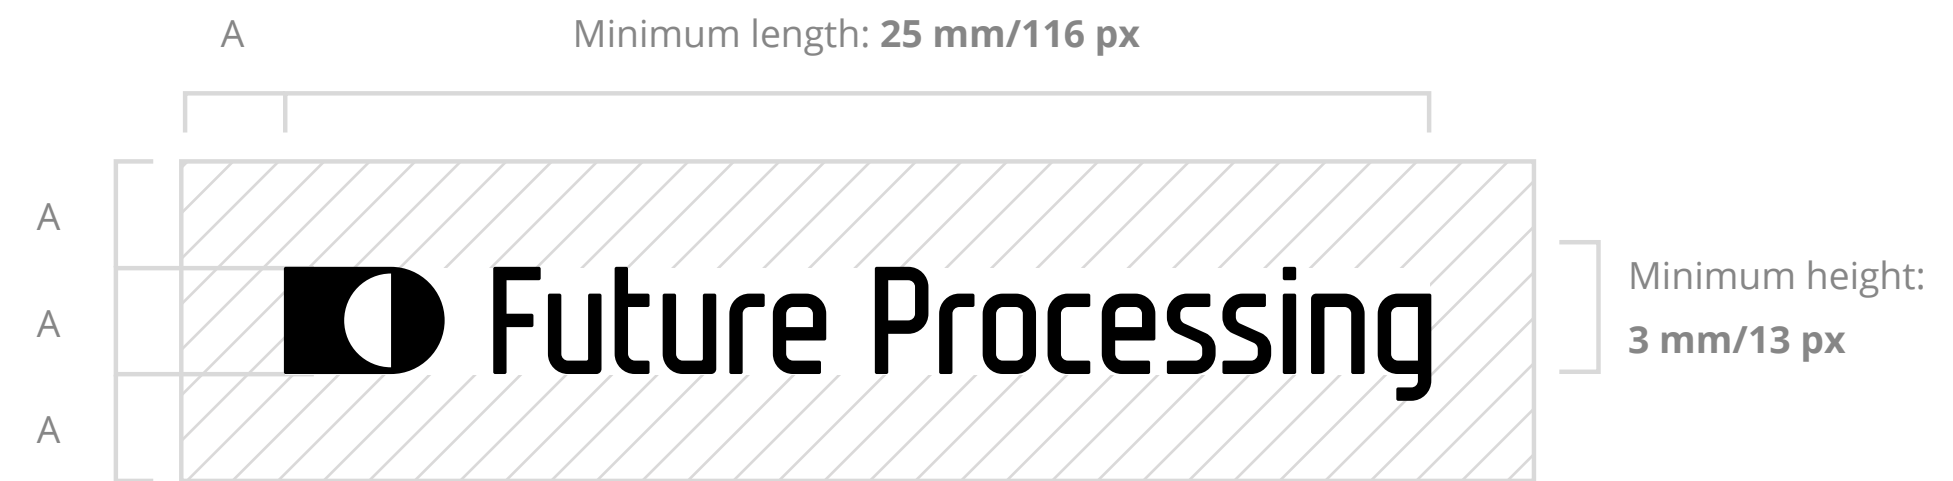 A
Minimum length: 25 mm/116 px
A
Future Processing
A
Minimum height:
3 mm/13 px
A